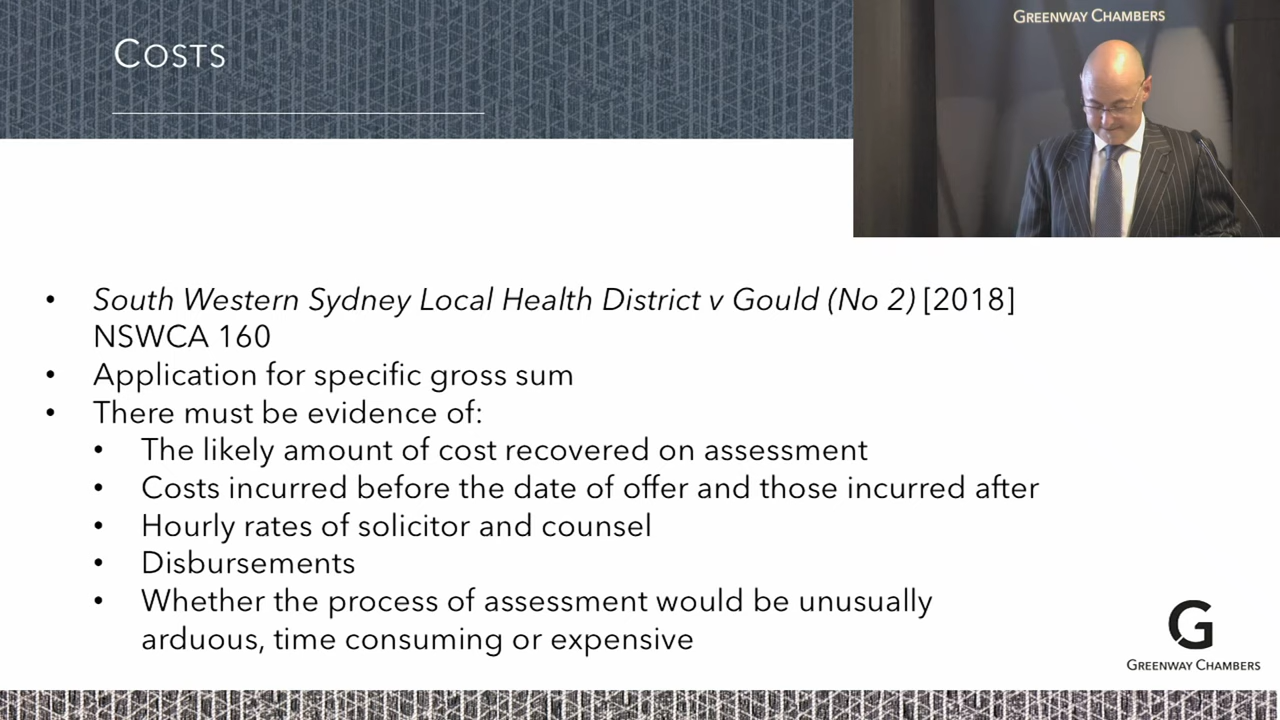 COSTS
GREENWAY CHAMBERS
• South Western Sydney Local Health District v Gould (No 2) [2018]
NSWCA 160
• Application for specific gross sum
• There must be evidence of:
• The likely amount of cost recovered on assessment
• Costs incurred before the date of offer and those incurred after
• Hourly rates of solicitor and counsel
• Disbursements
• Whether the process of assessment would be unusually
arduous, time consuming or expensive
G
GREENWAY CHAMBERS